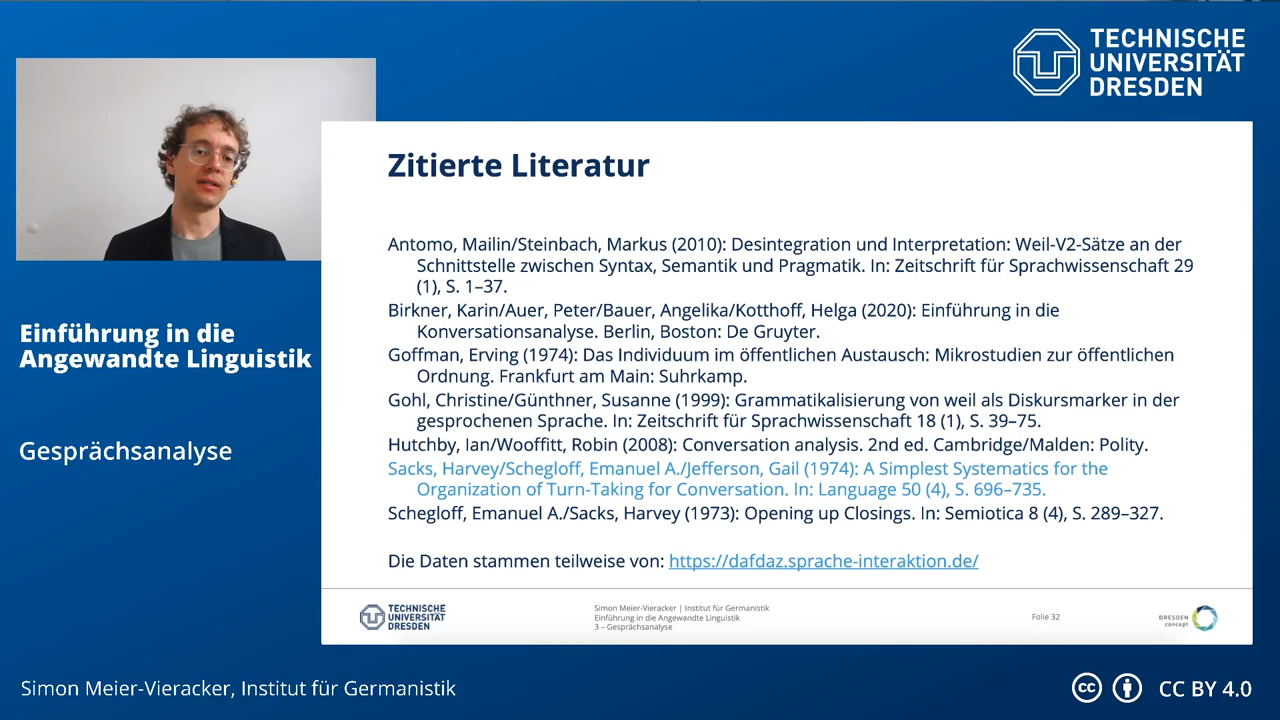 TECHNISCHE
UNIVERSITÄT
DRESDEN
Einführung in die
Angewandte Linguistik
Gesprächsanalyse
Zitierte Literatur
Antomo, Mailin/Steinbach, Markus (2010): Desintegration und Interpretation: Weil-V2-Sätze an der
Schnittstelle zwischen Syntax, Semantik und Pragmatik. In: Zeitschrift für Sprachwissenschaft 29
(1), S. 1–37.
Birkner, Karin/Auer, Peter/Bauer, Angelika/Kotthoff, Helga (2020): Einführung in die
Konversationsanalyse. Berlin, Boston: De Gruyter.
Goffman, Erving (1974): Das Individuum im öffentlichen Austausch: Mikrostudien zur öffentlichen
Ordnung. Frankfurt am Main: Suhrkamp.
Gohl, Christine/Günthner, Susanne (1999): Grammatikalisierung von weil als Diskursmarker in der
gesprochenen Sprache. In: Zeitschrift für Sprachwissenschaft 18 (1), S. 39–75.
Hutchby, Ian/Wooffitt, Robin (2008): Conversation analysis. 2nd ed. Cambridge/Malden: Polity.
Sacks, Harvey/Schegloff, Emanuel A./Jefferson, Gail (1974): A Simplest Systematics for the
Organization of Turn-Taking for Conversation. In: Language 50 (4), S. 696–735.
Schegloff, Emanuel A./Sacks, Harvey (1973): Opening up Closings. In: Semiotica 8 (4), S. 289–327.
Die Daten stammen teilweise von: https://dafdaz.sprache-interaktion.de/
TECHNISCHE
UNIVERSITÄT
DRESDEN
Simon Meier-Vieracker | Institut für Germanistik
Einführung in die Angewandte Linguistik
3 – Gesprächsanalyse
Folie 32
DRESDEN
concept
Simon Meier-Vieracker, Institut für Germanistik
cc
CC BY 4.0